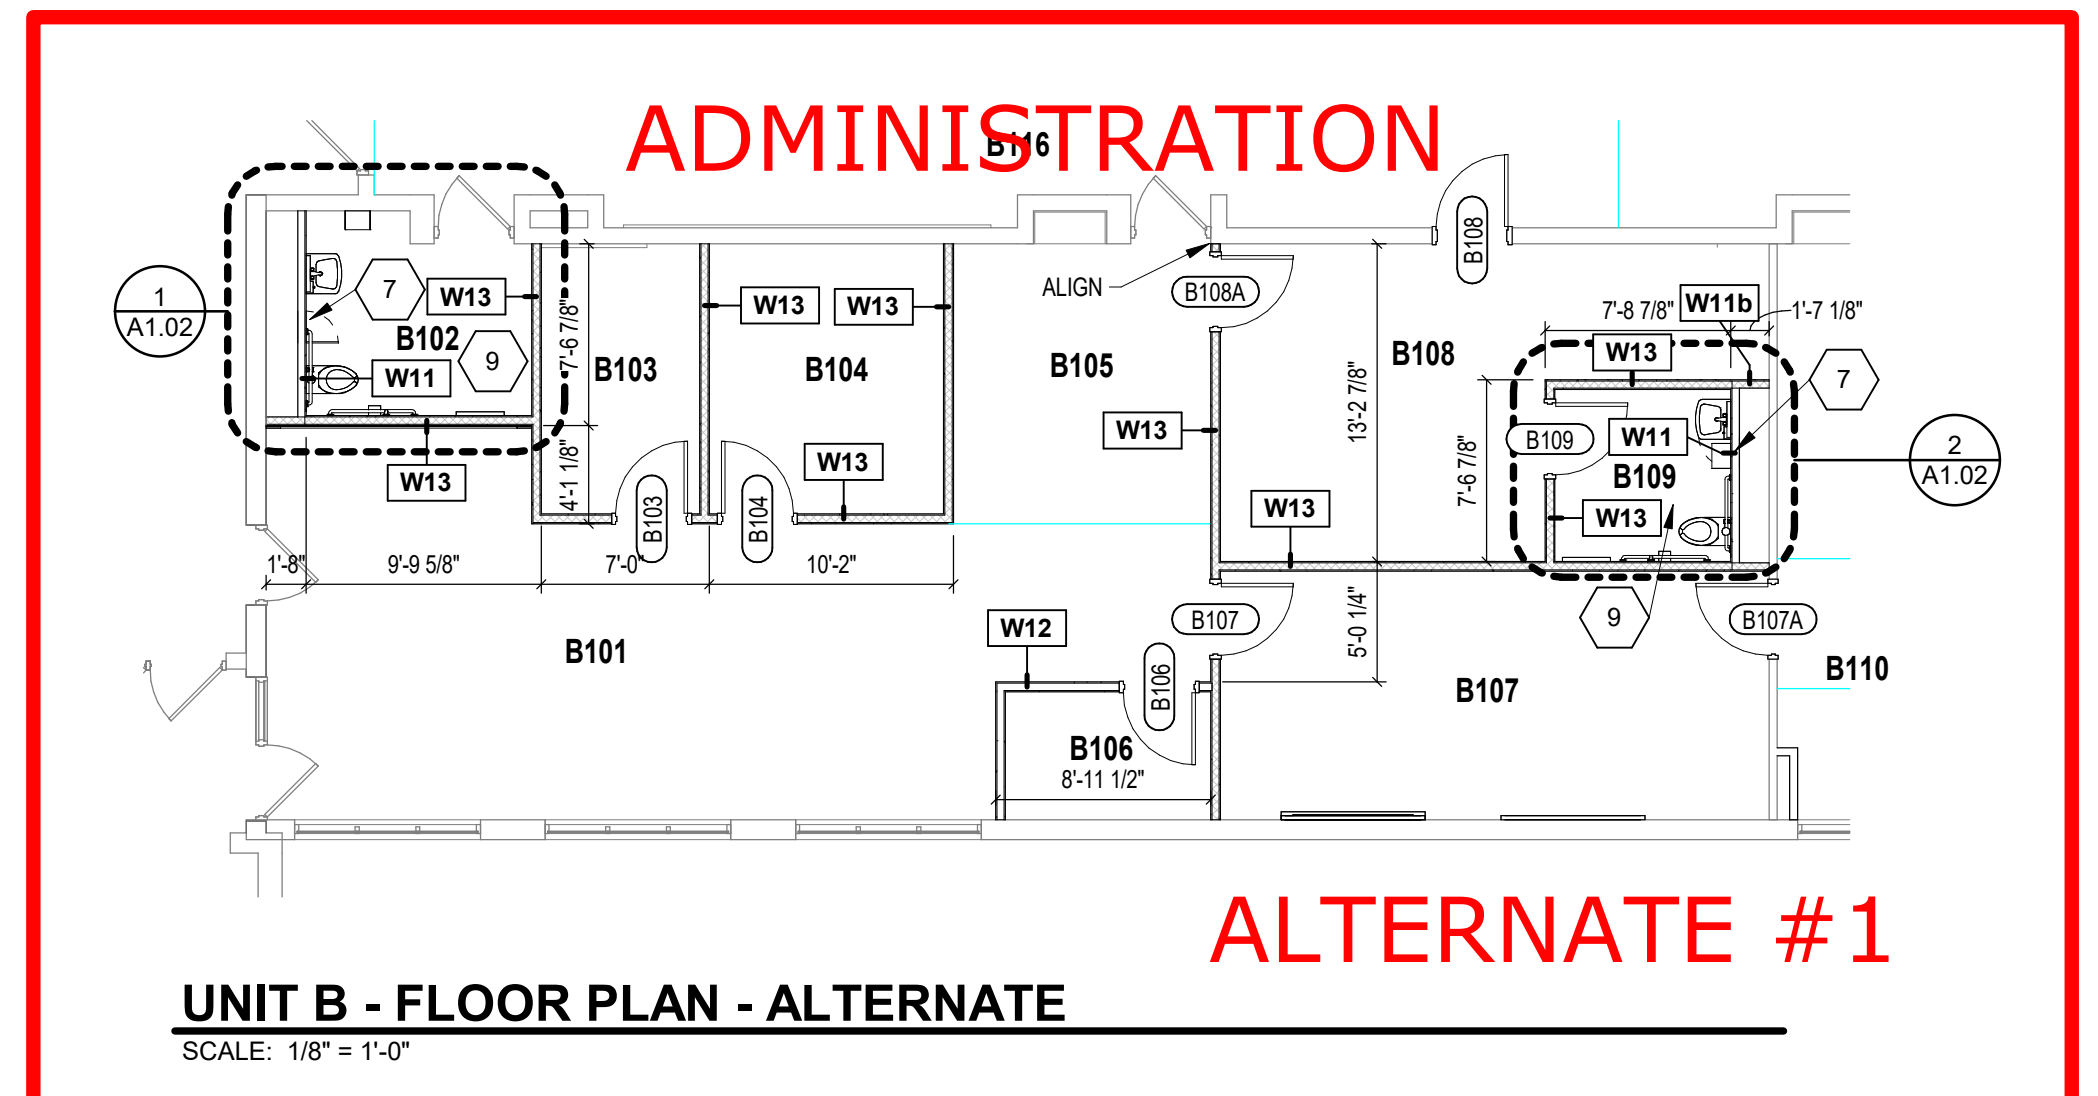 ADMINISTRATION
B116
1
A1.02
7
W13
B102
9
W11
W13
7'-6 7/8"
4'-1 1/8"
B103
W13
W13
B104
W13
B103
B104
1'-8"
9'-9 5/8"
7'-0"
10'-2"
ALIGN
B108A
B105
W13
B108
B108
13'-2 7/8"
7'-8 7/8"
W11b
1'-7 1/8"
W13
7
7'-6 7/8"
B109
W11
B109
W13
W13
2
A1.02
9
B101
W12
B107
B106
5'-0 1/4"
B107A
B110
B107
B106
8'-11 1/2"
ALTERNATE #1
UNIT B - FLOOR PLAN - ALTERNATE
SCALE: 1/8" = 1'-0"